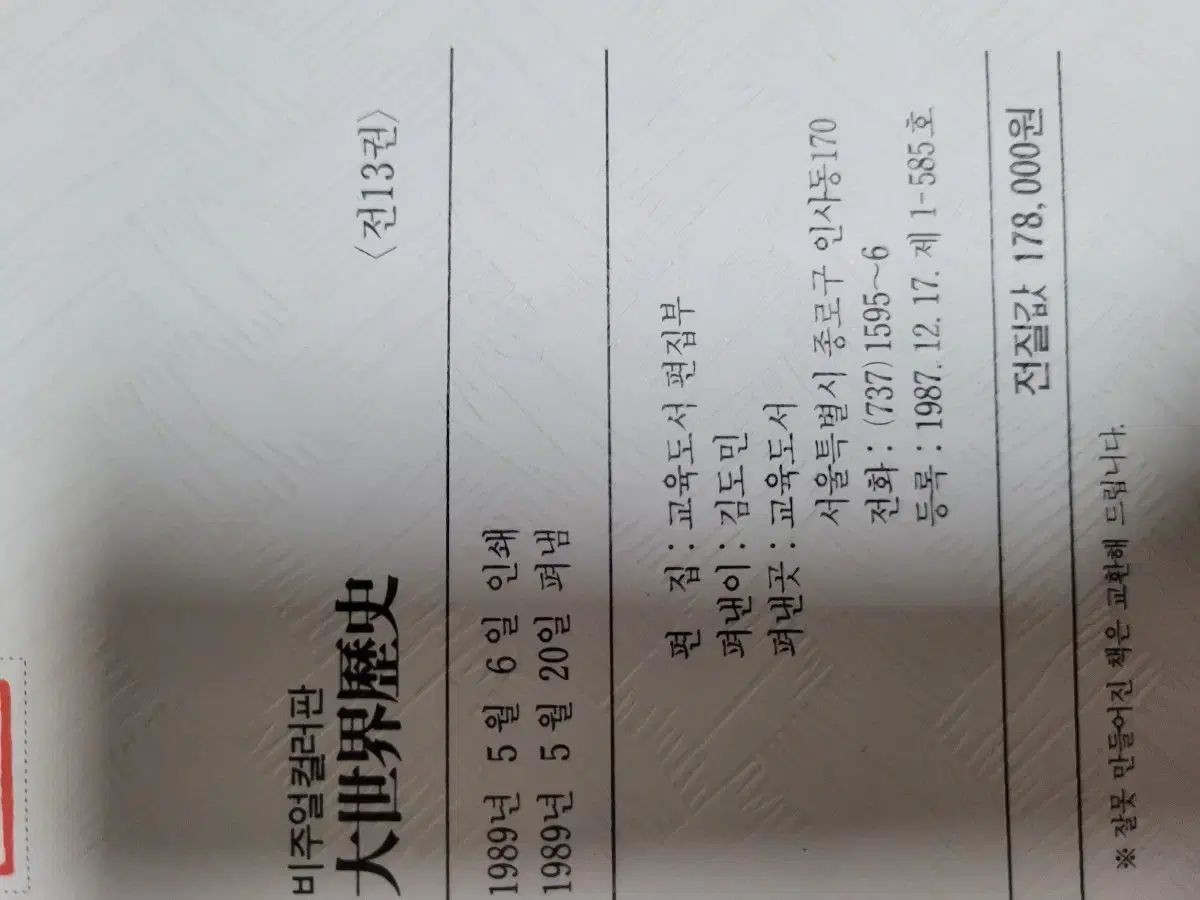 비주얼컬러판
大世界歷史 〈전13권〉
1989년 5월 6일 인쇄
1989년 5월 20일 펴냄
편 집 : 교육도서 편집부
펴낸이 : 김도민
펴낸곳 : 교육도서
서울특별시 종로구 인사동170
전화 : (737)1595~6
등록 : 1987. 12. 17. 제 1-585호
전질값 178,000원
※ 잘못 만들어진 책은 교환해 드립니다.